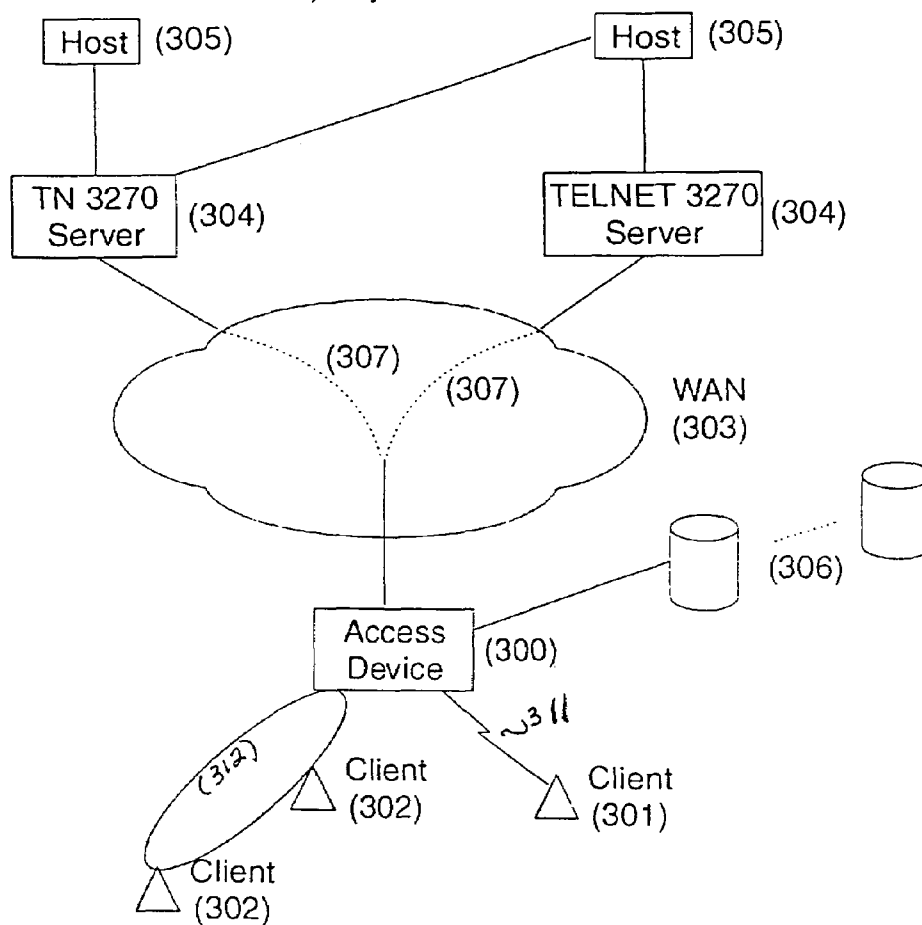 Host (305)
Host (305)
TN 3270
Server
(304)
TELNET 3270
Server
(304)
(307)
(307)
WAN
(303)
(306)
Access
Device
(300)
~311
(312)
Client
(302)
Client
(301)
Client
(302)